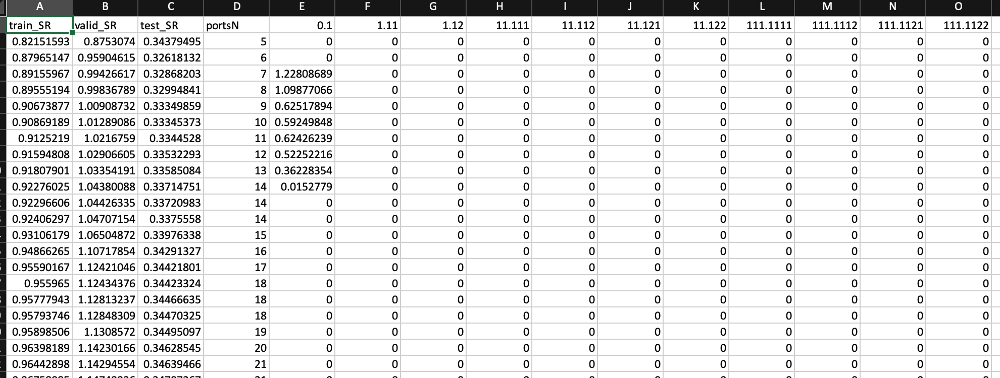 A B C D E F G H I J K L M N O
train_SR valid_SR test_SR portsN 0.1 1.11 1.12 11.111 11.112 11.121 11.122 111.1111 111.1112 111.1121 111.1122
0.82151593 0.8753074 0.34379495 5 0 0 0 0 0 0 0 0 0 0 0
0.87965147 0.95904615 0.32618132 6 0 0 0 0 0 0 0 0 0 0 0
0.89155967 0.99426617 0.32868203 7 1.22808689 0 0 0 0 0 0 0 0 0 0
0.89555194 0.99836789 0.32994841 8 1.09877066 0 0 0 0 0 0 0 0 0 0
0.90673877 1.00908732 0.33349859 9 0.62517894 0 0 0 0 0 0 0 0 0 0
0.90869189 1.01289086 0.33345373 10 0.59249848 0 0 0 0 0 0 0 0 0 0
0.9125219 1.0216759 0.3344528 11 0.62426239 0 0 0 0 0 0 0 0 0 0
0.91594808 1.02906605 0.33532293 12 0.52252216 0 0 0 0 0 0 0 0 0 0
0.91807901 1.03354191 0.33585084 13 0.36228354 0 0 0 0 0 0 0 0 0 0
0.92276025 1.04380088 0.33714751 14 0.0152779 0 0 0 0 0 0 0 0 0 0
0.92296606 1.04426335 0.33720983 14 0 0 0 0 0 0 0 0 0 0 0
0.92406297 1.04707154 0.3375558 14 0 0 0 0 0 0 0 0 0 0 0
0.93106179 1.06504872 0.33976338 15 0 0 0 0 0 0 0 0 0 0 0
0.94866265 1.10717854 0.34291327 16 0 0 0 0 0 0 0 0 0 0 0
0.95590167 1.12421046 0.34421801 17 0 0 0 0 0 0 0 0 0 0 0
0.955965 1.12434376 0.34423324 18 0 0 0 0 0 0 0 0 0 0 0
0.95777943 1.12813237 0.34466635 18 0 0 0 0 0 0 0 0 0 0 0
0.95793746 1.12848309 0.34470325 18 0 0 0 0 0 0 0 0 0 0 0
0.95898506 1.1308572 0.34495097 19 0 0 0 0 0 0 0 0 0 0 0
0.96398189 1.14230166 0.34628545 20 0 0 0 0 0 0 0 0 0 0 0
0.96442898 1.14294554 0.34639466 21 0 0 0 0 0 0 0 0 0 0 0